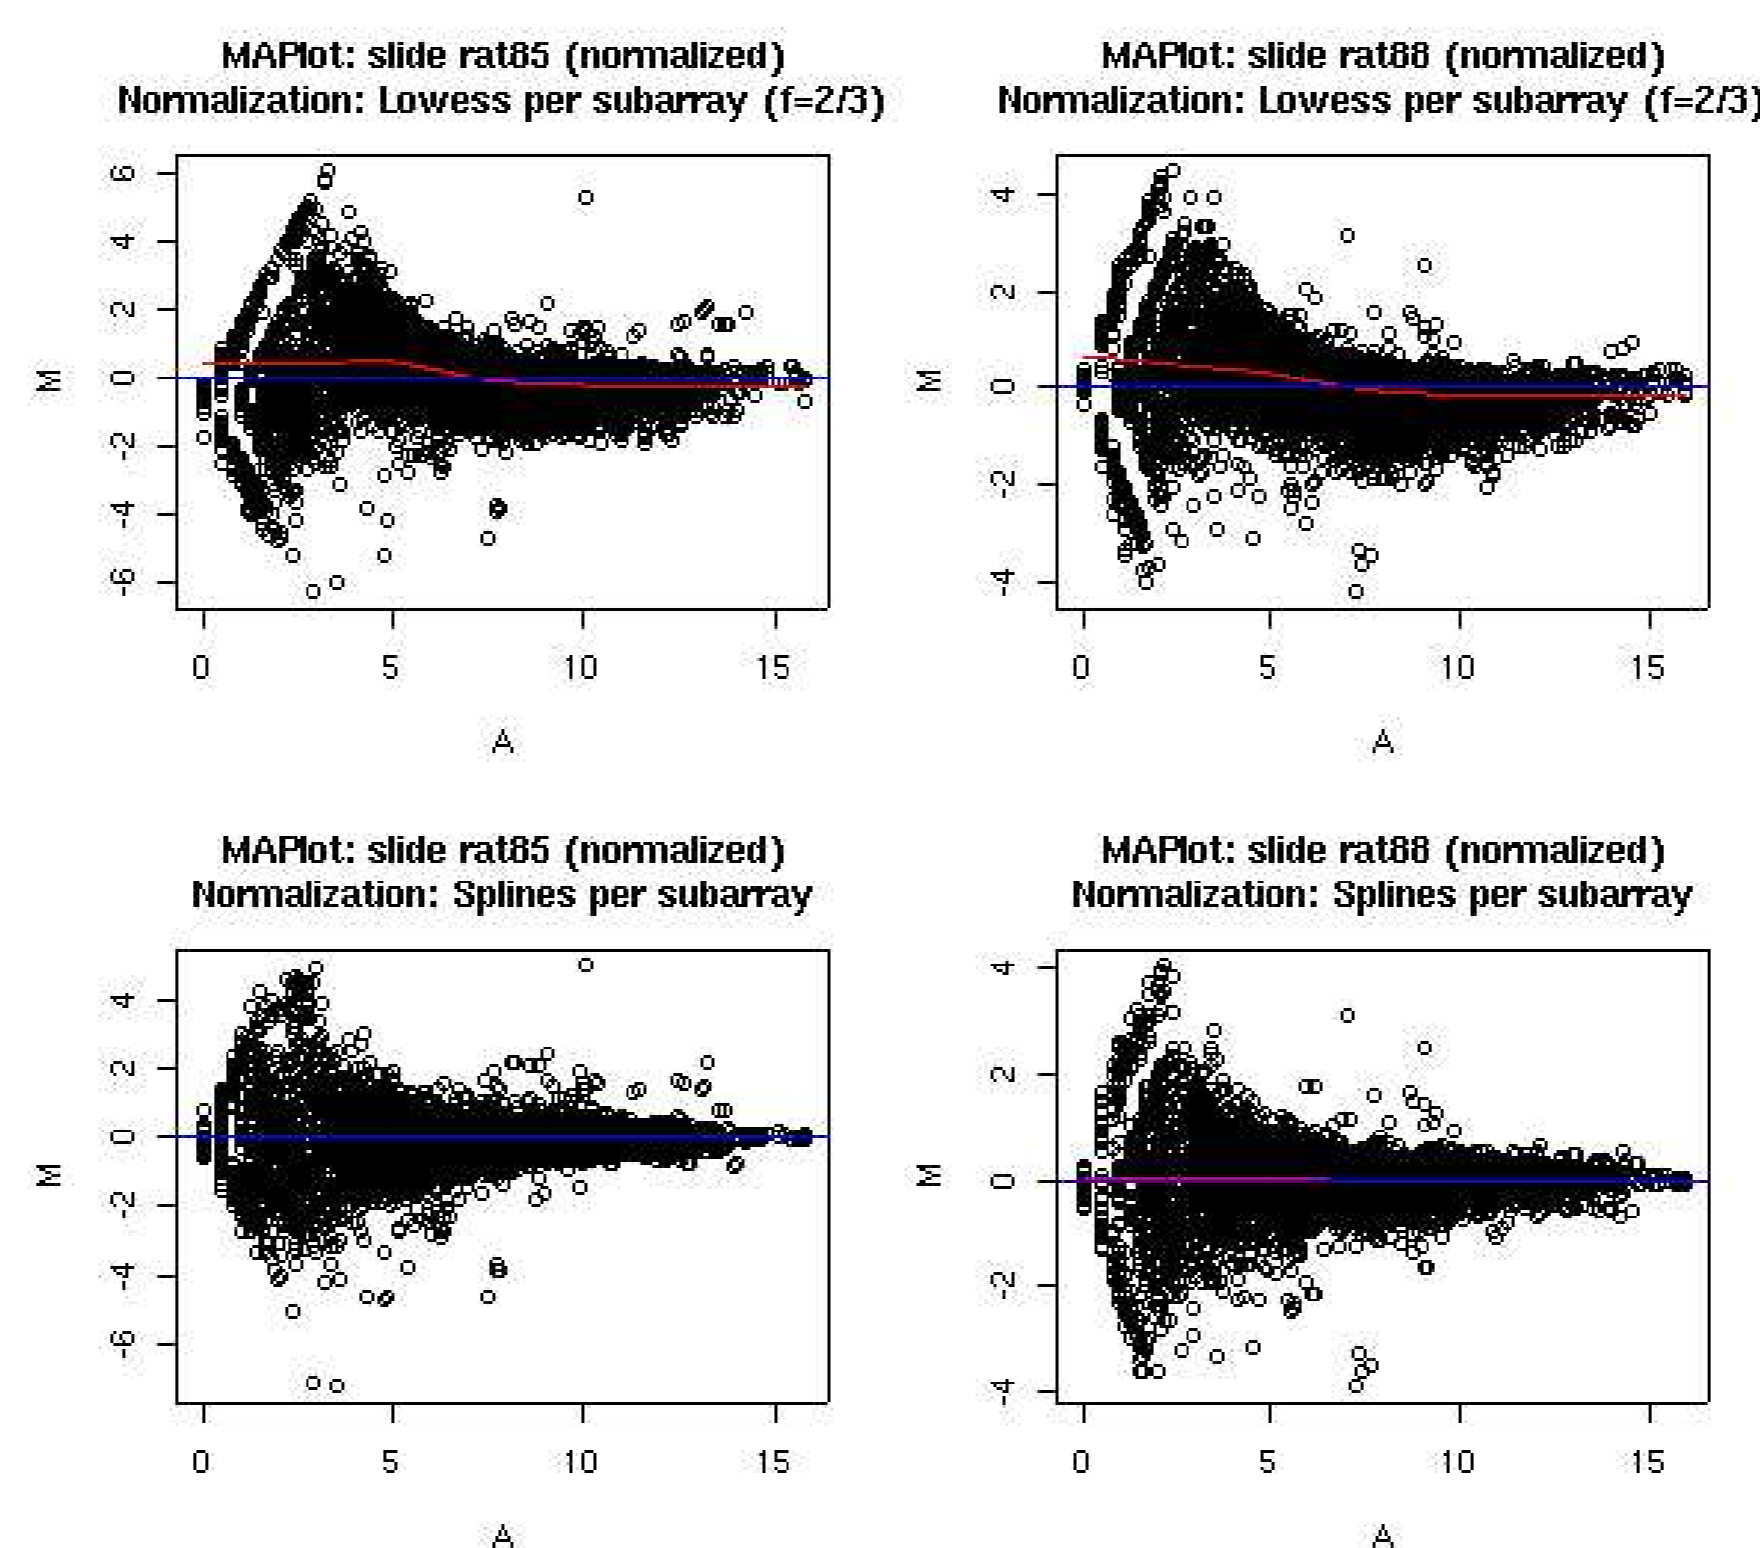 MAPlot: slide rat85 (normalized)
Normalization: Lowess per subarray (f=2/3)
6
4
2
0
-2
-4
-6
M
0 5 10 15
A
MAPlot: slide rat88 (normalized)
Normalization: Lowess per subarray (f=2/3)
4
2
0
-2
-4
M
0 5 10 15
A
MAPlot: slide rat85 (normalized)
Normalization: Splines per subarray
4
2
0
-2
-4
-6
M
0 5 10 15
A
MAPlot: slide rat88 (normalized)
Normalization: Splines per subarray
4
2
0
-2
-4
M
0 5 10 15
A